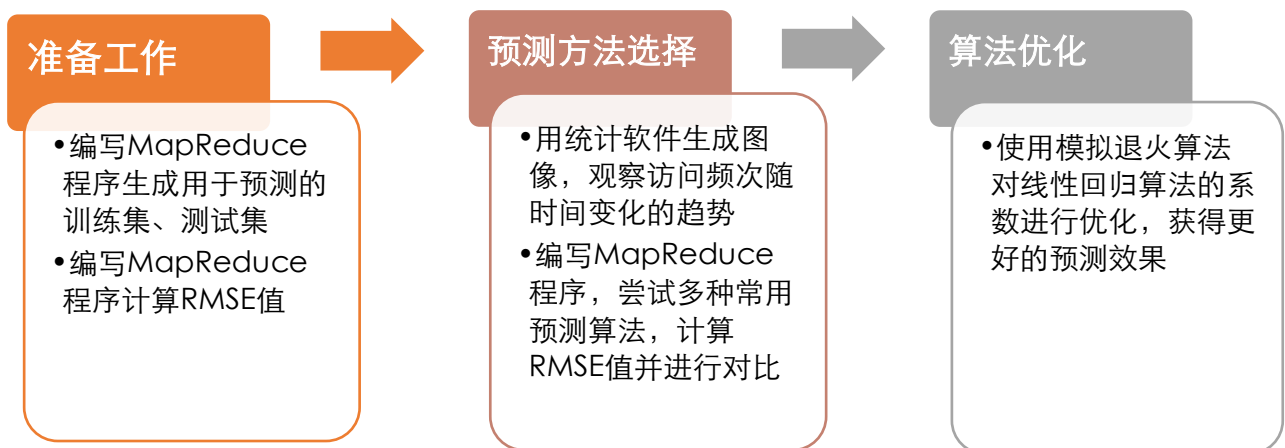 准备工作
•编写MapReduce
程序生成用于预测的
训练集、测试集
•编写MapReduce
程序计算RMSE值
预测方法选择
•用统计软件生成图
像，观察访问频次随
时间变化的趋势
•编写MapReduce
程序，尝试多种常用
预测算法，计算
RMSE值并进行对比
算法优化
•使用模拟退火算法
对线性回归算法的系
数进行优化，获得更
好的预测效果